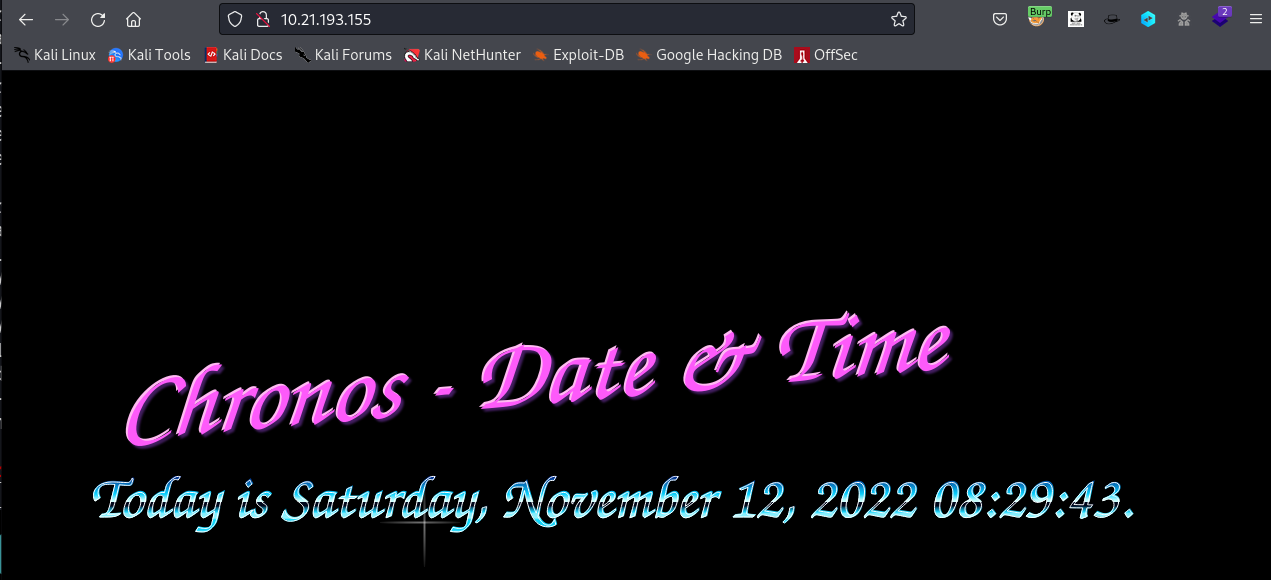 10.21.193.155
Burp
2
Kali Linux Kali Tools Kali Docs Kali Forums Kali NetHunter Exploit-DB Google Hacking DB OffSec
Chronos - Date & Time
Today is Saturday, November 12, 2022 08:29:43.